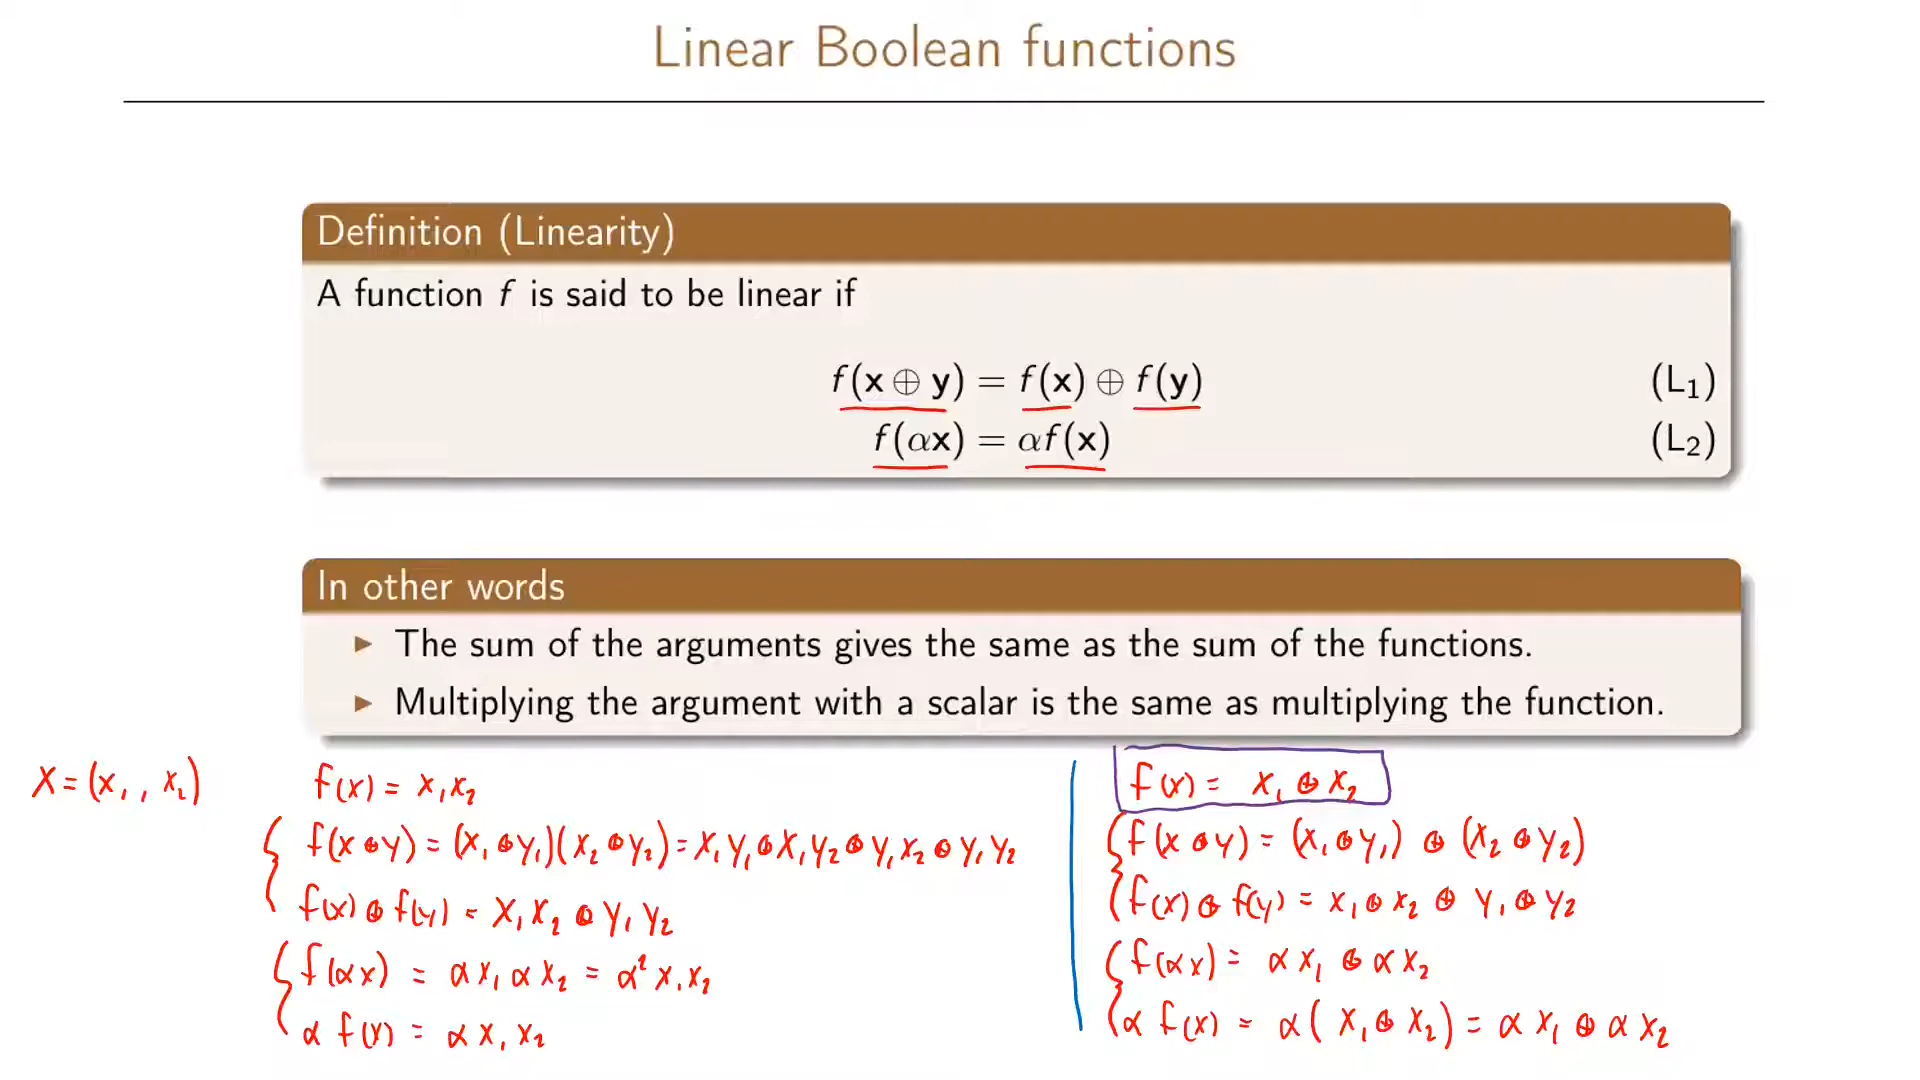 Linear Boolean functions
Definition (Linearity)
A function f is said to be linear if
f(x ⊕ y) = f(x) ⊕ f(y) (L₁)
f(αx) = αf(x) (L₂)
In other words
▶ The sum of the arguments gives the same as the sum of the functions.
▶ Multiplying the argument with a scalar is the same as multiplying the function.
X = (x₁, x₂)
f(x) = x₁x₂
f(x⊕y) = (x₁⊕y₁)(x₂⊕y₂) = x₁y₁⊕x₁y₂⊕y₁x₂⊕y₁y₂
f(x)⊕f(y) = x₁x₂⊕y₁y₂
f(αx) = αx₁αx₂ = α²x₁x₂
αf(x) = αx₁x₂
f(x) = x₁⊕x₂
f(x⊕y) = (x₁⊕y₁)⊕(x₂⊕y₂)
f(x)⊕f(y) = x₁⊕x₂⊕y₁⊕y₂
f(αx) = αx₁⊕αx₂
αf(x) = α(x₁⊕x₂) = αx₁⊕αx₂